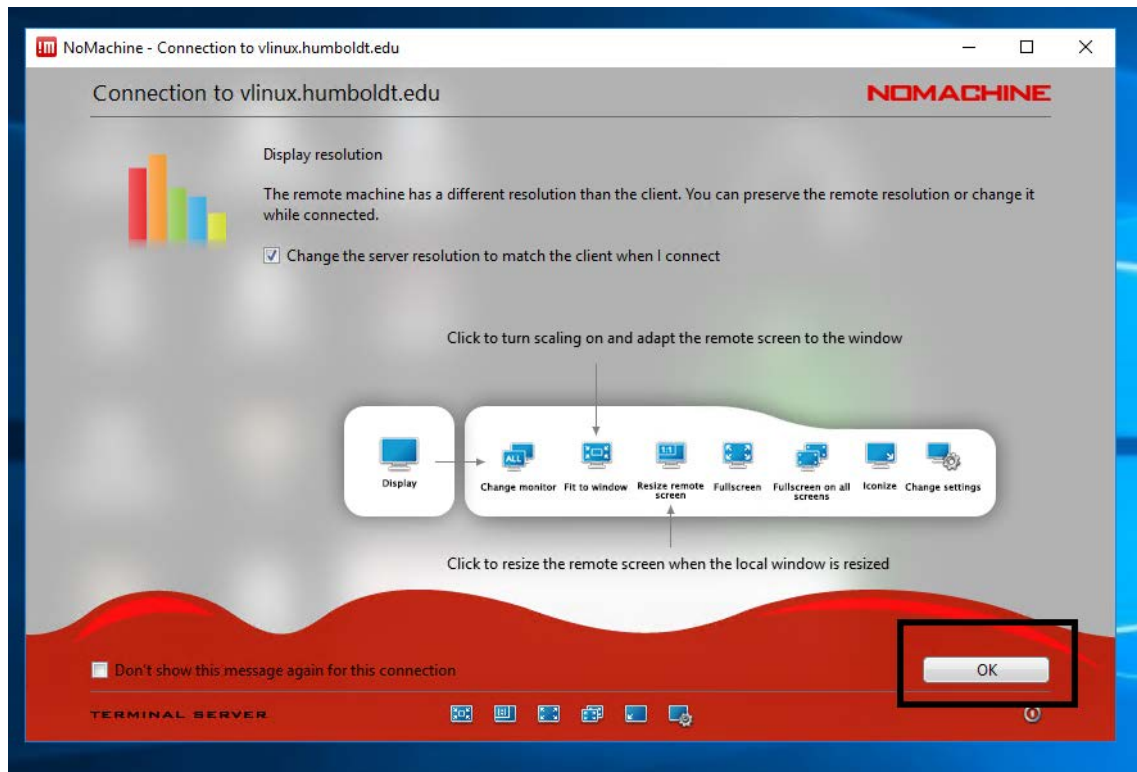 NoMachine - Connection to vlinux.humboldt.edu
Connection to vlinux.humboldt.edu
NOMACHINE
Display resolution
The remote machine has a different resolution than the client. You can preserve the remote resolution or change it
while connected.
Change the server resolution to match the client when I connect
Click to turn scaling on and adapt the remote screen to the window
ALL
1:1
Display
Change monitor
Fit to window
Resize remote
screen
Fullscreen
Fullscreen on all
screens
Iconize
Change settings
Click to resize the remote screen when the local window is resized
Don't show this message again for this connection
OK
TERMINAL SERVER